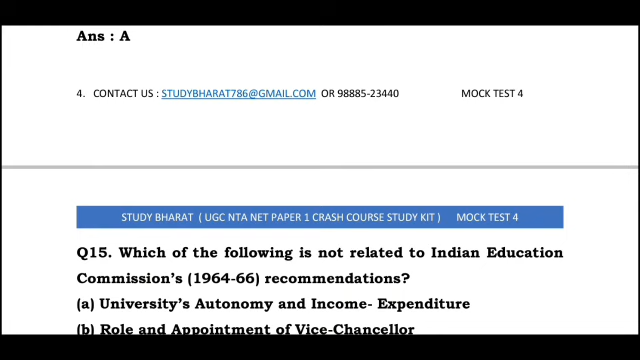 Ans : A
4. CONTACT US : STUDYBHARAT786@GMAIL.COM OR 98885-23440 MOCK TEST 4
STUDY BHARAT ( UGC NTA NET PAPER 1 CRASH COURSE STUDY KIT ) MOCK TEST 4
Q15. Which of the following is not related to Indian Education
Commission's (1964-66) recommendations?
(a) University's Autonomy and Income- Expenditure
(b) Role and Appointment of Vice-Chancellor